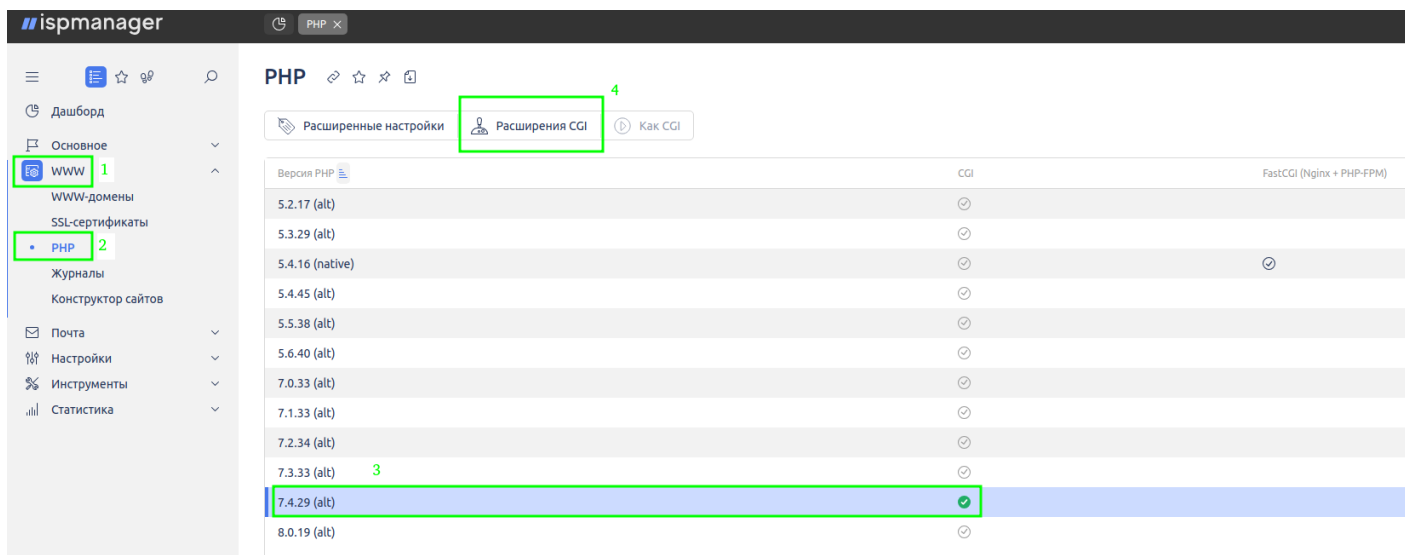 ispmanager
PHP
PHP
4
Дашборд
Расширенные настройки
Расширения CGI
Как CGI
Основное
WWW
1
Версия PHP
CGI
FastCGI (Nginx + PHP-FPM)
WWW-домены
5.2.17 (alt)
SSL-сертификаты
5.3.29 (alt)
PHP
2
5.4.16 (native)
Журналы
5.4.45 (alt)
Конструктор сайтов
5.5.38 (alt)
Почта
5.6.40 (alt)
Настройки
7.0.33 (alt)
Инструменты
7.1.33 (alt)
Статистика
7.2.34 (alt)
7.3.33 (alt)
3
7.4.29 (alt)
8.0.19 (alt)